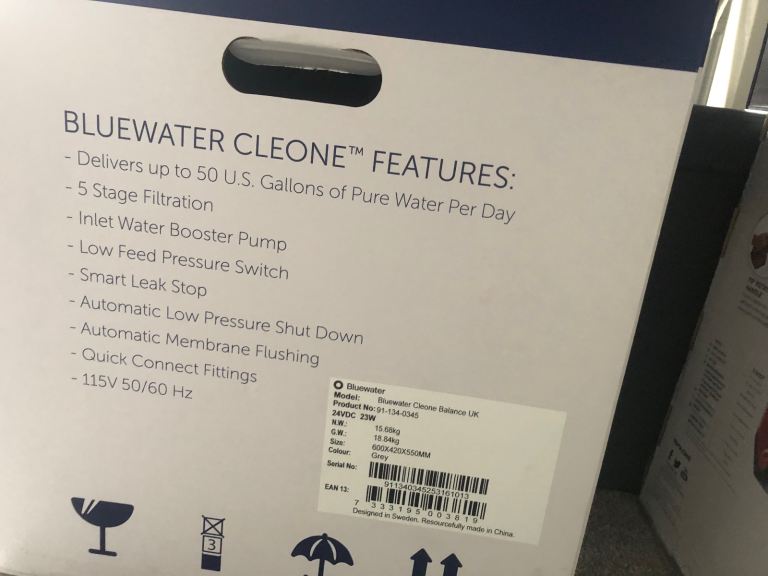 BLUEWATER CLEONE™ FEATURES:
- Delivers up to 50 U.S. Gallons of Pure Water Per Day
- 5 Stage Filtration
- Inlet Water Booster Pump
- Low Feed Pressure Switch
- Smart Leak Stop
- Automatic Low Pressure Shut Down
- Automatic Membrane Flushing
- Quick Connect Fittings
- 115V 50/60 Hz
Bluewater
Model: Bluewater Cleone Balance UK
Product No: 91-134-0345
24VDC 23W
N.W.: 15.68kg
G.W.: 18.84kg
Size: 600X420X550MM
Colour: Grey
Serial No:
911340345253161013
EAN 13:
7 333195 003819
Designed in Sweden. Resourcefully made in China.
3